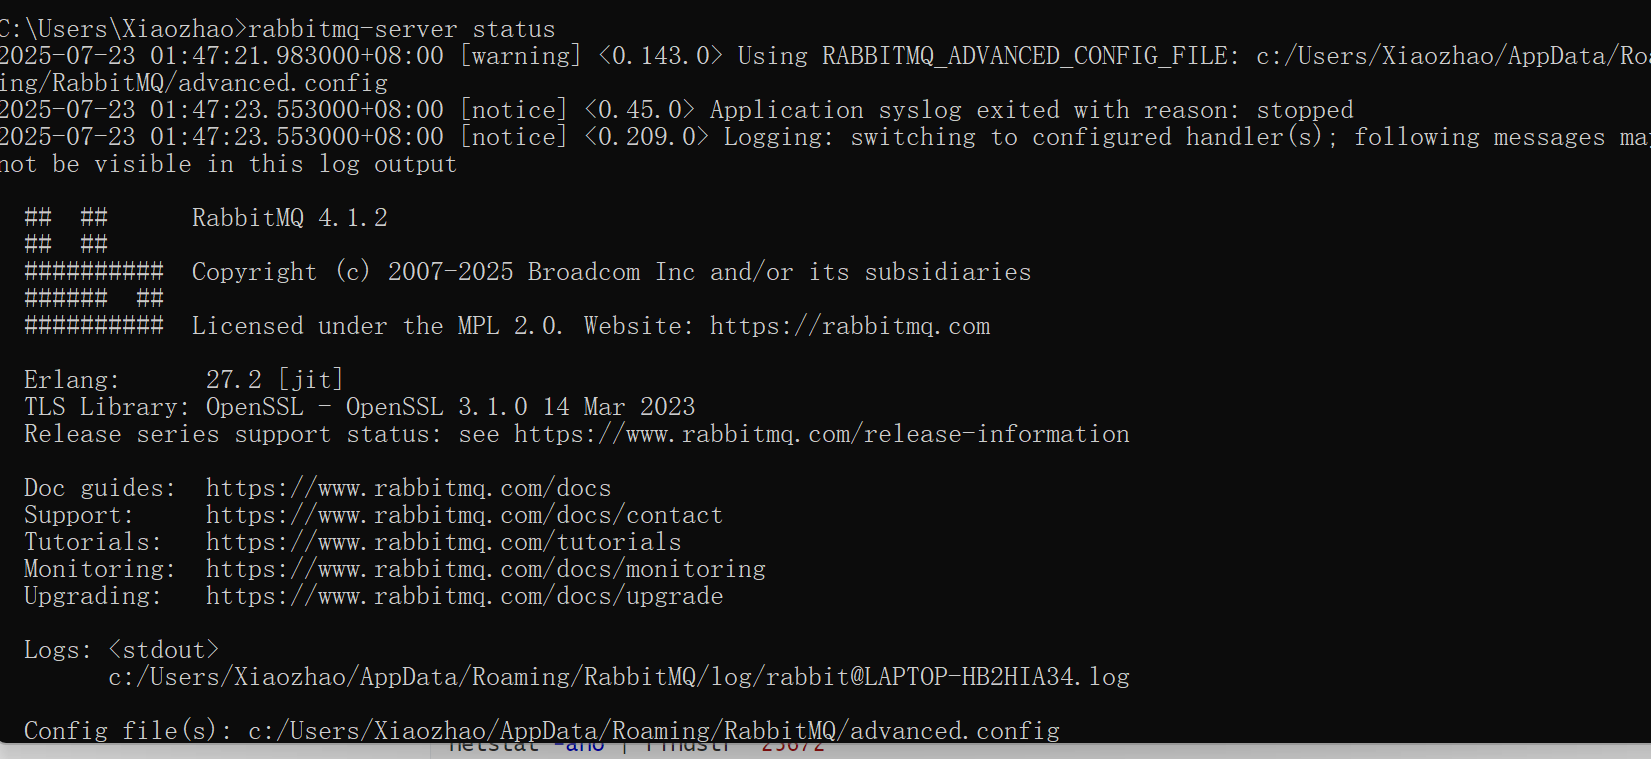 C:\Users\Xiaozhao>rabbitmq-server status
2025-07-23 01:47:21.983000+08:00 [warning] <0.143.0> Using RABBITMQ_ADVANCED_CONFIG_FILE: c:/Users/Xiaozhao/AppData/Roa
ing/RabbitMQ/advanced.config
2025-07-23 01:47:23.553000+08:00 [notice] <0.45.0> Application syslog exited with reason: stopped
2025-07-23 01:47:23.553000+08:00 [notice] <0.209.0> Logging: switching to configured handler(s); following messages may
not be visible in this log output
## ## RabbitMQ 4.1.2
## ##
########## Copyright (c) 2007-2025 Broadcom Inc and/or its subsidiaries
###### ##
########## Licensed under the MPL 2.0. Website: https://rabbitmq.com
Erlang: 27.2 [jit]
TLS Library: OpenSSL - OpenSSL 3.1.0 14 Mar 2023
Release series support status: see https://www.rabbitmq.com/release-information
Doc guides: https://www.rabbitmq.com/docs
Support: https://www.rabbitmq.com/docs/contact
Tutorials: https://www.rabbitmq.com/tutorials
Monitoring: https://www.rabbitmq.com/docs/monitoring
Upgrading: https://www.rabbitmq.com/docs/upgrade
Logs: <stdout>
c:/Users/Xiaozhao/AppData/Roaming/RabbitMQ/log/rabbit@LAPTOP-HB2HIA34.log
Config file(s): c:/Users/Xiaozhao/AppData/Roaming/RabbitMQ/advanced.config
netstat -ano | findstr "25672"